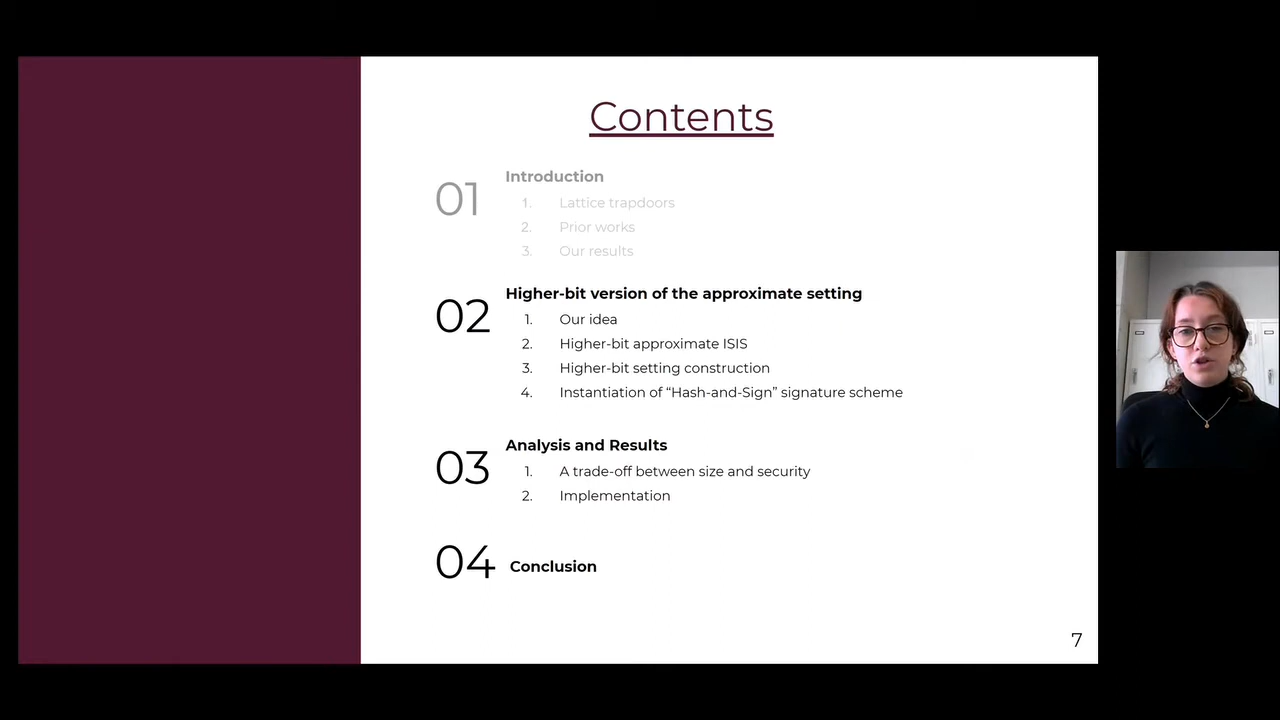 Contents
01
Introduction
1. Lattice trapdoors
2. Prior works
3. Our results
02
Higher-bit version of the approximate setting
1. Our idea
2. Higher-bit approximate ISIS
3. Higher-bit setting construction
4. Instantiation of “Hash-and-Sign” signature scheme
03
Analysis and Results
1. A trade-off between size and security
2. Implementation
04 Conclusion
7